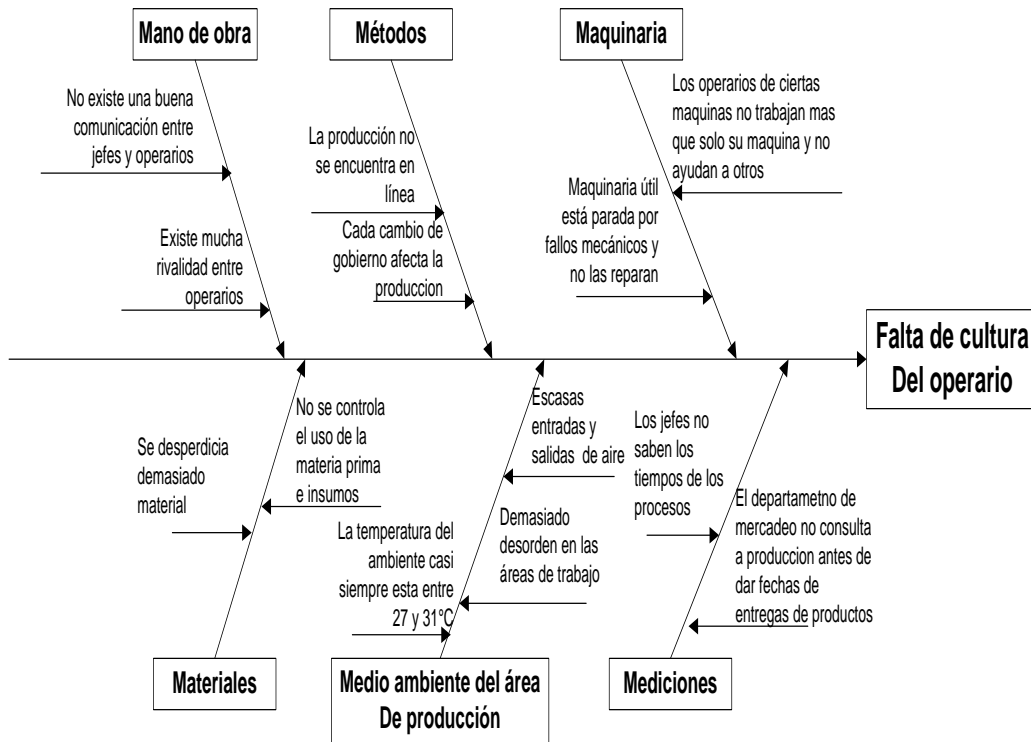 Mano de obra
Métodos
Maquinaria
No existe una buena
comunicación entre
jefes y operarios
Existe mucha
rivalidad entre
operarios
La producción no
se encuentra en
línea
Cada cambio de
gobierno afecta la
produccion
Los operarios de ciertas
maquinas no trabajan mas
que solo su maquina y no
ayudan a otros
Maquinaria útil
está parada por
fallos mecánicos y
no las reparan
Falta de cultura
Del operario
Se desperdicia
demasiado
material
No se controla
el uso de la
materia prima
e insumos
La temperatura del
ambiente casi
siempre esta entre
27 y 31°C
Escasas
entradas y
salidas de aire
Demasiado
desorden en las
áreas de trabajo
Los jefes no
saben los
tiempos de los
procesos
El departametno de
mercadeo no consulta
a produccion antes de
dar fechas de
entregas de productos
Materiales
Medio ambiente del área
De producción
Mediciones